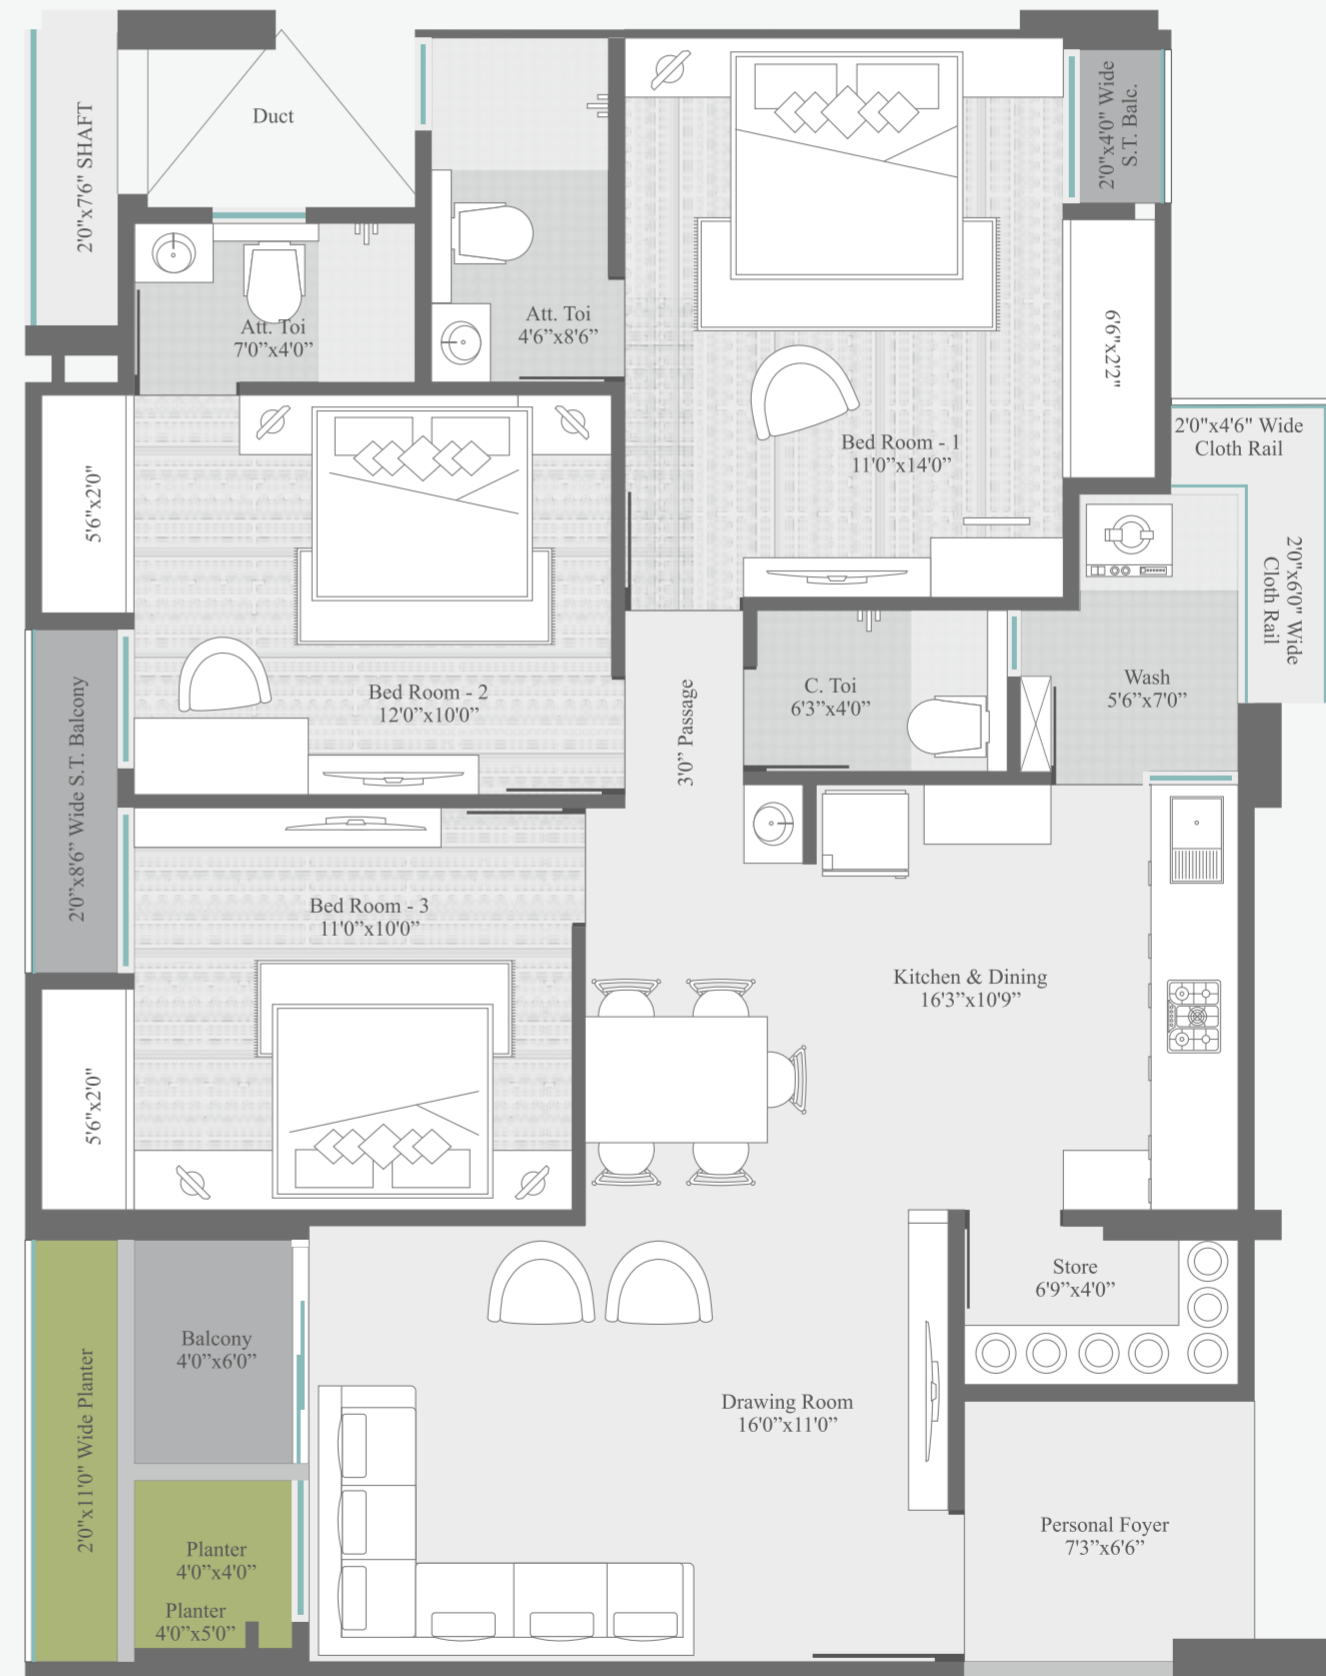 2'0"x7'6" SHAFT
Duct
2'0"x4'0" Wide
S.T. Balc.
Att. Toi
7'0”x4'0”
Att. Toi
4'6”x8'6”
6'6"x2'2"
Bed Room - 1
11'0”x14'0”
2'0"x4'6" Wide
Cloth Rail
2'0"x6'0" Wide
Cloth Rail
5'6"x2'0"
Bed Room - 2
12'0”x10'0”
C. Toi
6'3”x4'0”
Wash
5'6”x7'0”
3'0” Passage
2'0”x8'6” Wide S.T. Balcony
Bed Room - 3
11'0”x10'0”
Kitchen & Dining
16'3”x10'9”
5'6"x2'0"
Store
6'9”x4'0”
Balcony
4'0”x6'0”
2'0"x11'0" Wide Planter
Drawing Room
16'0”x11'0”
Personal Foyer
7'3”x6'6”
Planter
4'0”x4'0”
Planter
4'0”x5'0”